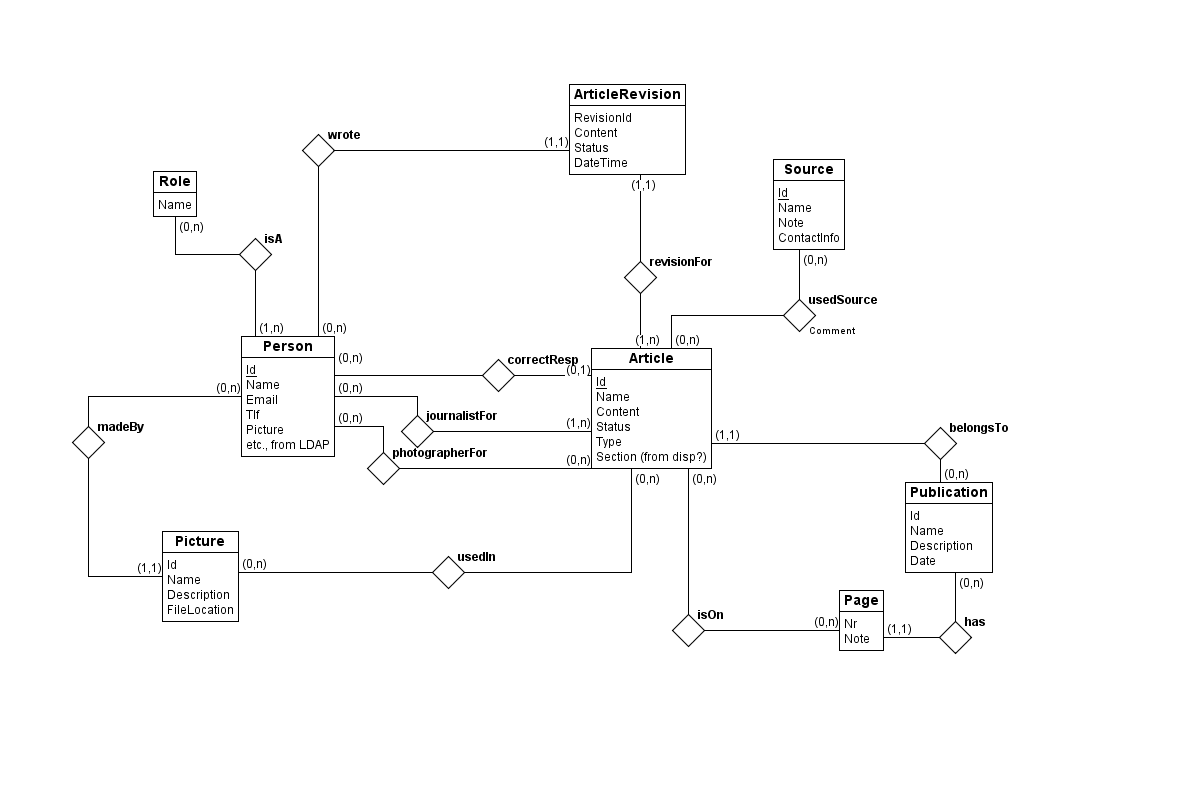 ArticleRevision
RevisionId
Content
Status
DateTime
wrote
(1,1)
(1,1)
Role
Name
(0,n)
isA
(1,n)
(0,n)
Source
Id
Name
Note
ContactInfo
(0,n)
revisionFor
usedSource
Comment
(1,n)
(0,n)
Person
Id
Name
Email
Tlf
Picture
etc., from LDAP
(0,n)
(0,n)
(0,n)
(0,n)
correctResp
(0,1)
journalistFor
(1,n)
photographerFor
(0,n)
Article
Id
Name
Content
Status
Type
Section (from disp?)
(1,1)
(0,n)
(0,n)
madeBy
belongsTo
(0,n)
Publication
Id
Name
Description
Date
(0,n)
Picture
Id
Name
Description
FileLocation
(1,1)
(0,n)
usedIn
isOn
(0,n)
Page
Nr
Note
(1,1)
has